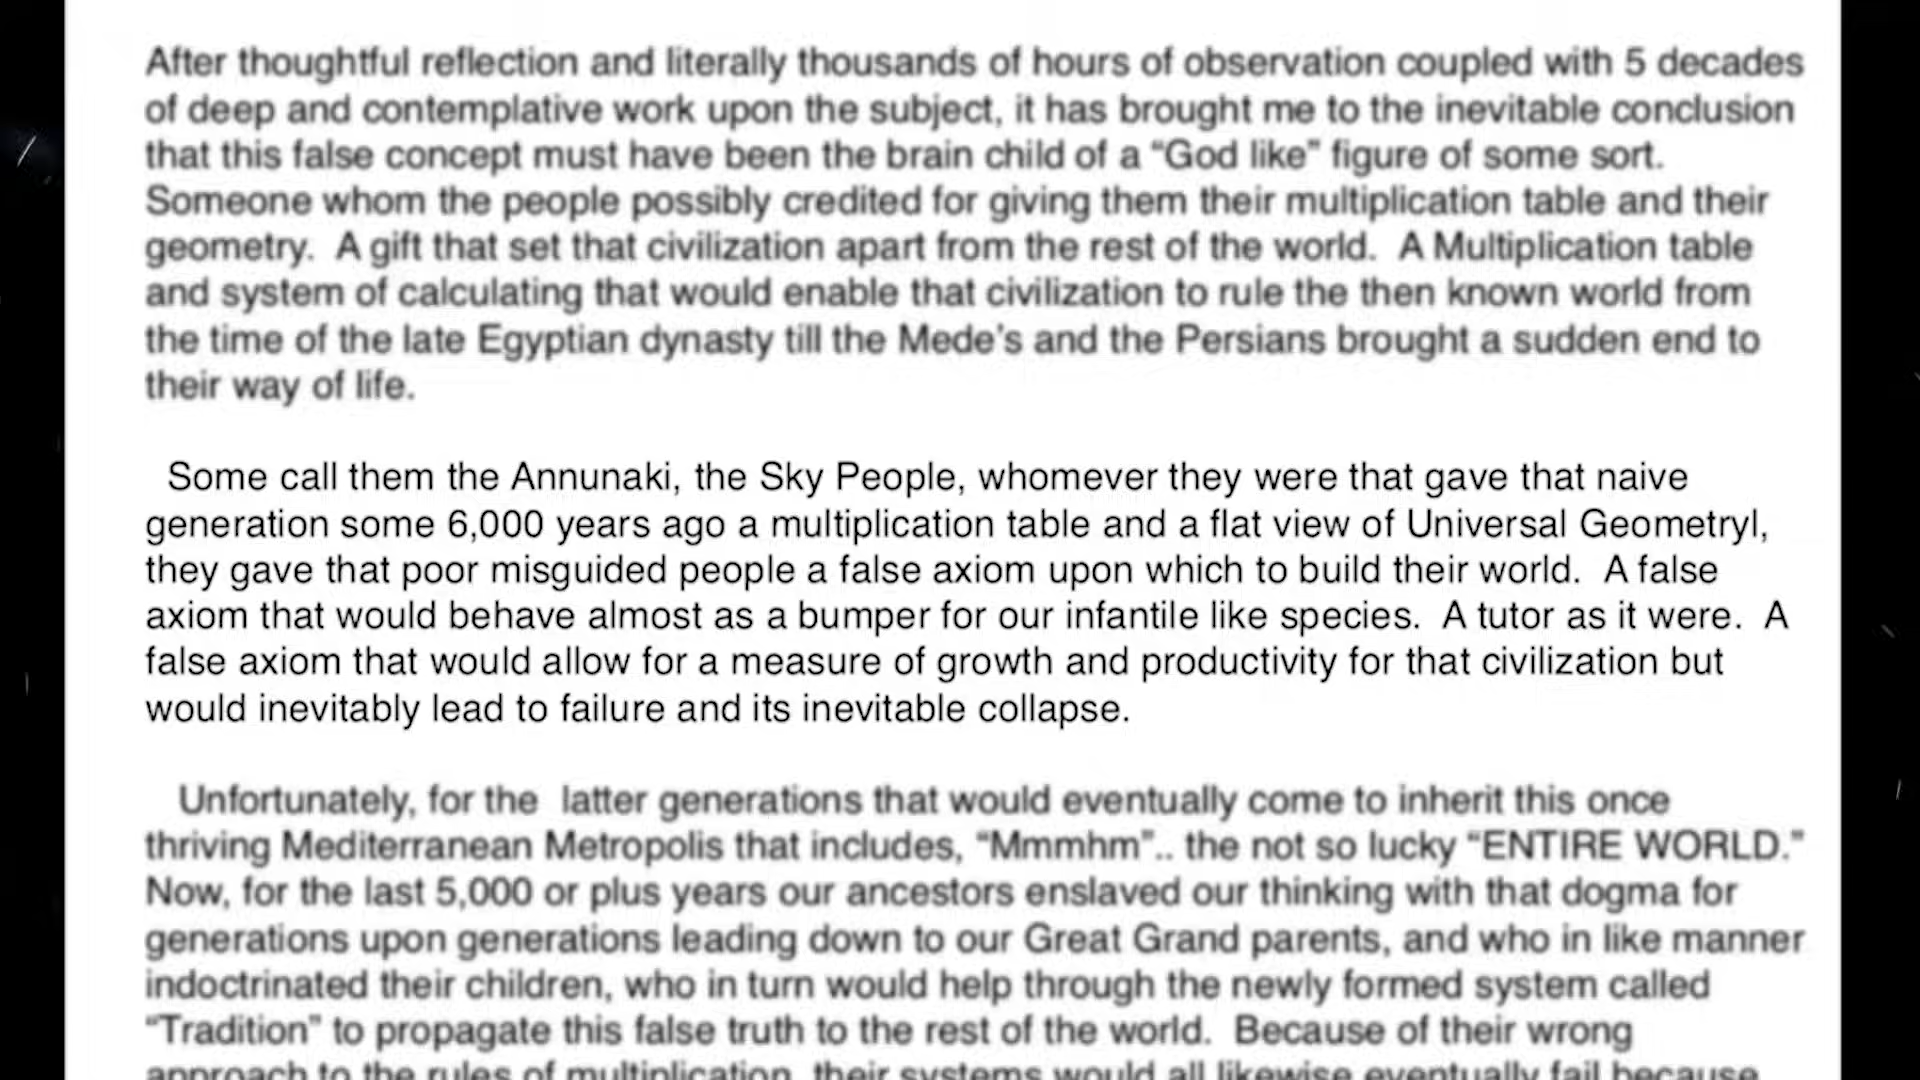 After thoughtful reflection and literally thousands of hours of observation coupled with 5 decades
of deep and contemplative work upon the subject, it has brought me to the inevitable conclusion
that this false concept must have been the brain child of a “God like” figure of some sort.
Someone whom the people possibly credited for giving them their multiplication table and their
geometry.  A gift that set that civilization apart from the rest of the world.  A Multiplication table
and system of calculating that would enable that civilization to rule the then known world from
the time of the late Egyptian dynasty till the Mede's and the Persians brought a sudden end to
their way of life.
Some call them the Annunaki, the Sky People, whomever they were that gave that naive
generation some 6,000 years ago a multiplication table and a flat view of Universal Geometryl,
they gave that poor misguided people a false axiom upon which to build their world.  A false
axiom that would behave almost as a bumper for our infantile like species.  A tutor as it were.  A
false axiom that would allow for a measure of growth and productivity for that civilization but
would inevitably lead to failure and its inevitable collapse.
Unfortunately, for the  latter generations that would eventually come to inherit this once
thriving Mediterranean Metropolis that includes, “Mmmhm”.. the not so lucky “ENTIRE WORLD.”
Now, for the last 5,000 or plus years our ancestors enslaved our thinking with that dogma for
generations upon generations leading down to our Great Grand parents, and who in like manner
indoctrinated their children, who in turn would help through the newly formed system called
“Tradition” to propagate this false truth to the rest of the world.  Because of their wrong
approach to the rules of multiplication, their systems would all likewise eventually fail because